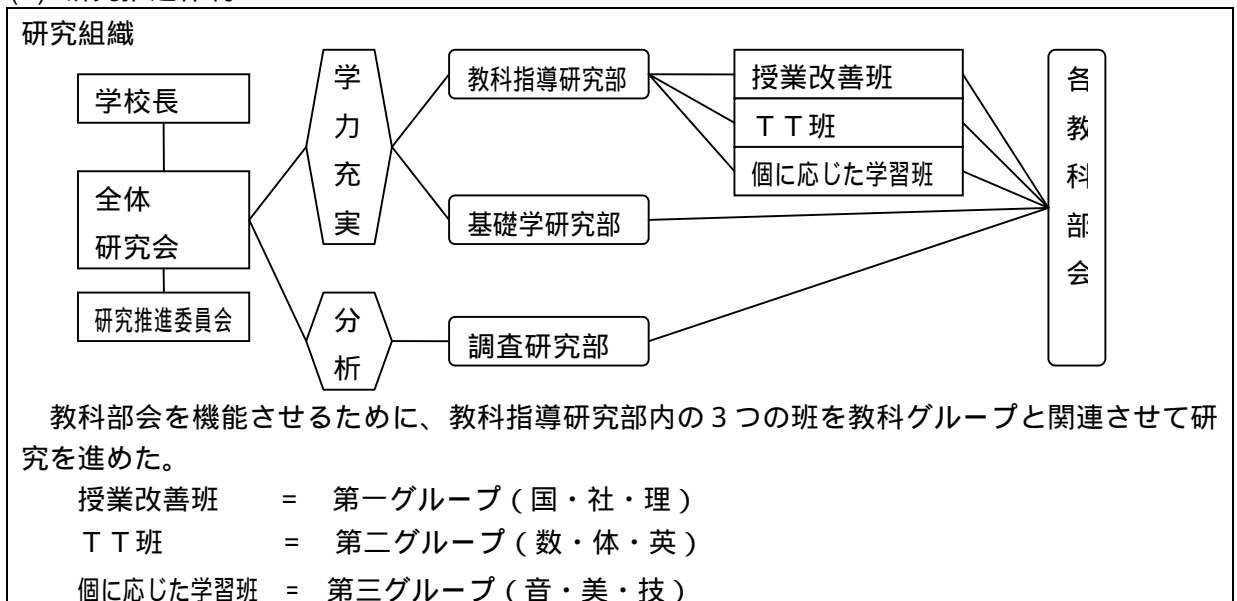 研究組織
学校長
全体
研究会
研究推進委員会
学力充実
分析
教科指導研究部
基礎学研究部
調査研究部
授業改善班
ＴＴ班
個に応じた学習班
各教科部会
教科部会を機能させるために、教科指導研究部内の３つの班を教科グループと関連させて研
究を進めた。
授業改善班　＝　第一グループ（国・社・理）
ＴＴ班　＝　第二グループ（数・体・英）
個に応じた学習班　＝　第三グループ（音・美・技）